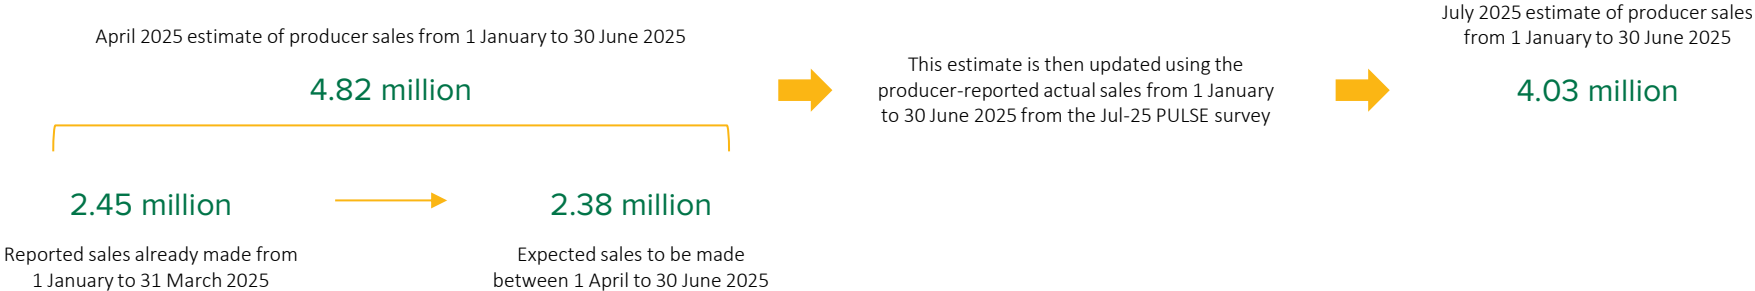 April 2025 estimate of producer sales from 1 January to 30 June 2025
4.82 million
2.45 million
Reported sales already made from
1 January to 31 March 2025
2.38 million
Expected sales to be made
between 1 April to 30 June 2025
This estimate is then updated using the
producer-reported actual sales from 1 January
to 30 June 2025 from the Jul-25 PULSE survey
July 2025 estimate of producer sales
from 1 January to 30 June 2025
4.03 million